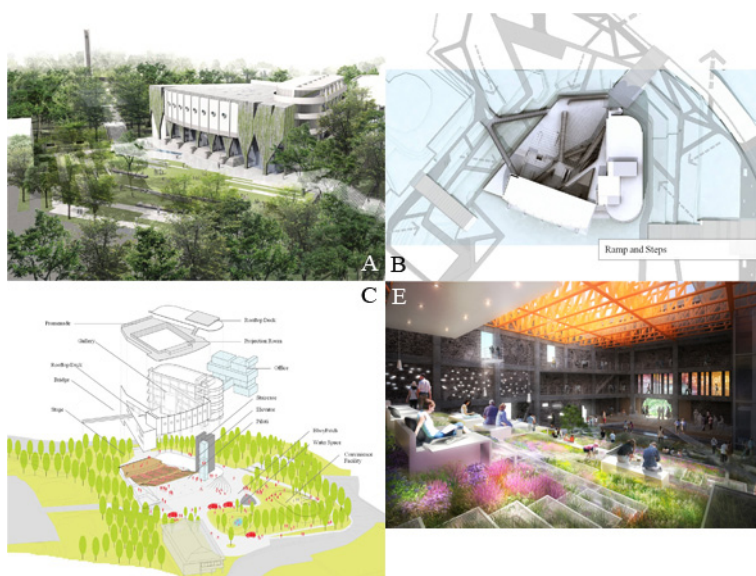 A
B
Ramp and Steps
C
E
Promenade
Rooftop Deck
Projection Room
Gallery
Office
Rooftop Deck
Bridge
Staircase
Elevator
Pilotis
Stage
Water Space
Convenience
Facility